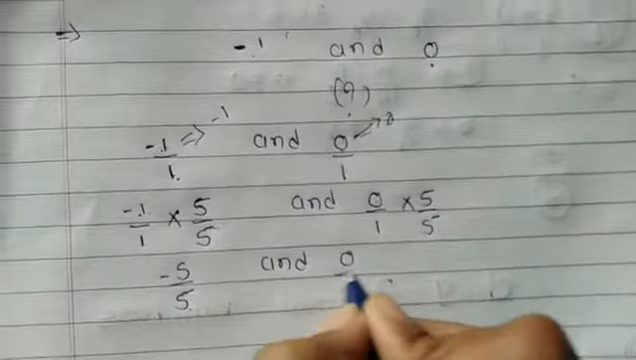 ⇒ -1 and 0
(9)
-1/1 ⇒ -1 and 0/1 → 0
-1/1 × 5/5 and 0/1 × 5/5
-5/5 and 0